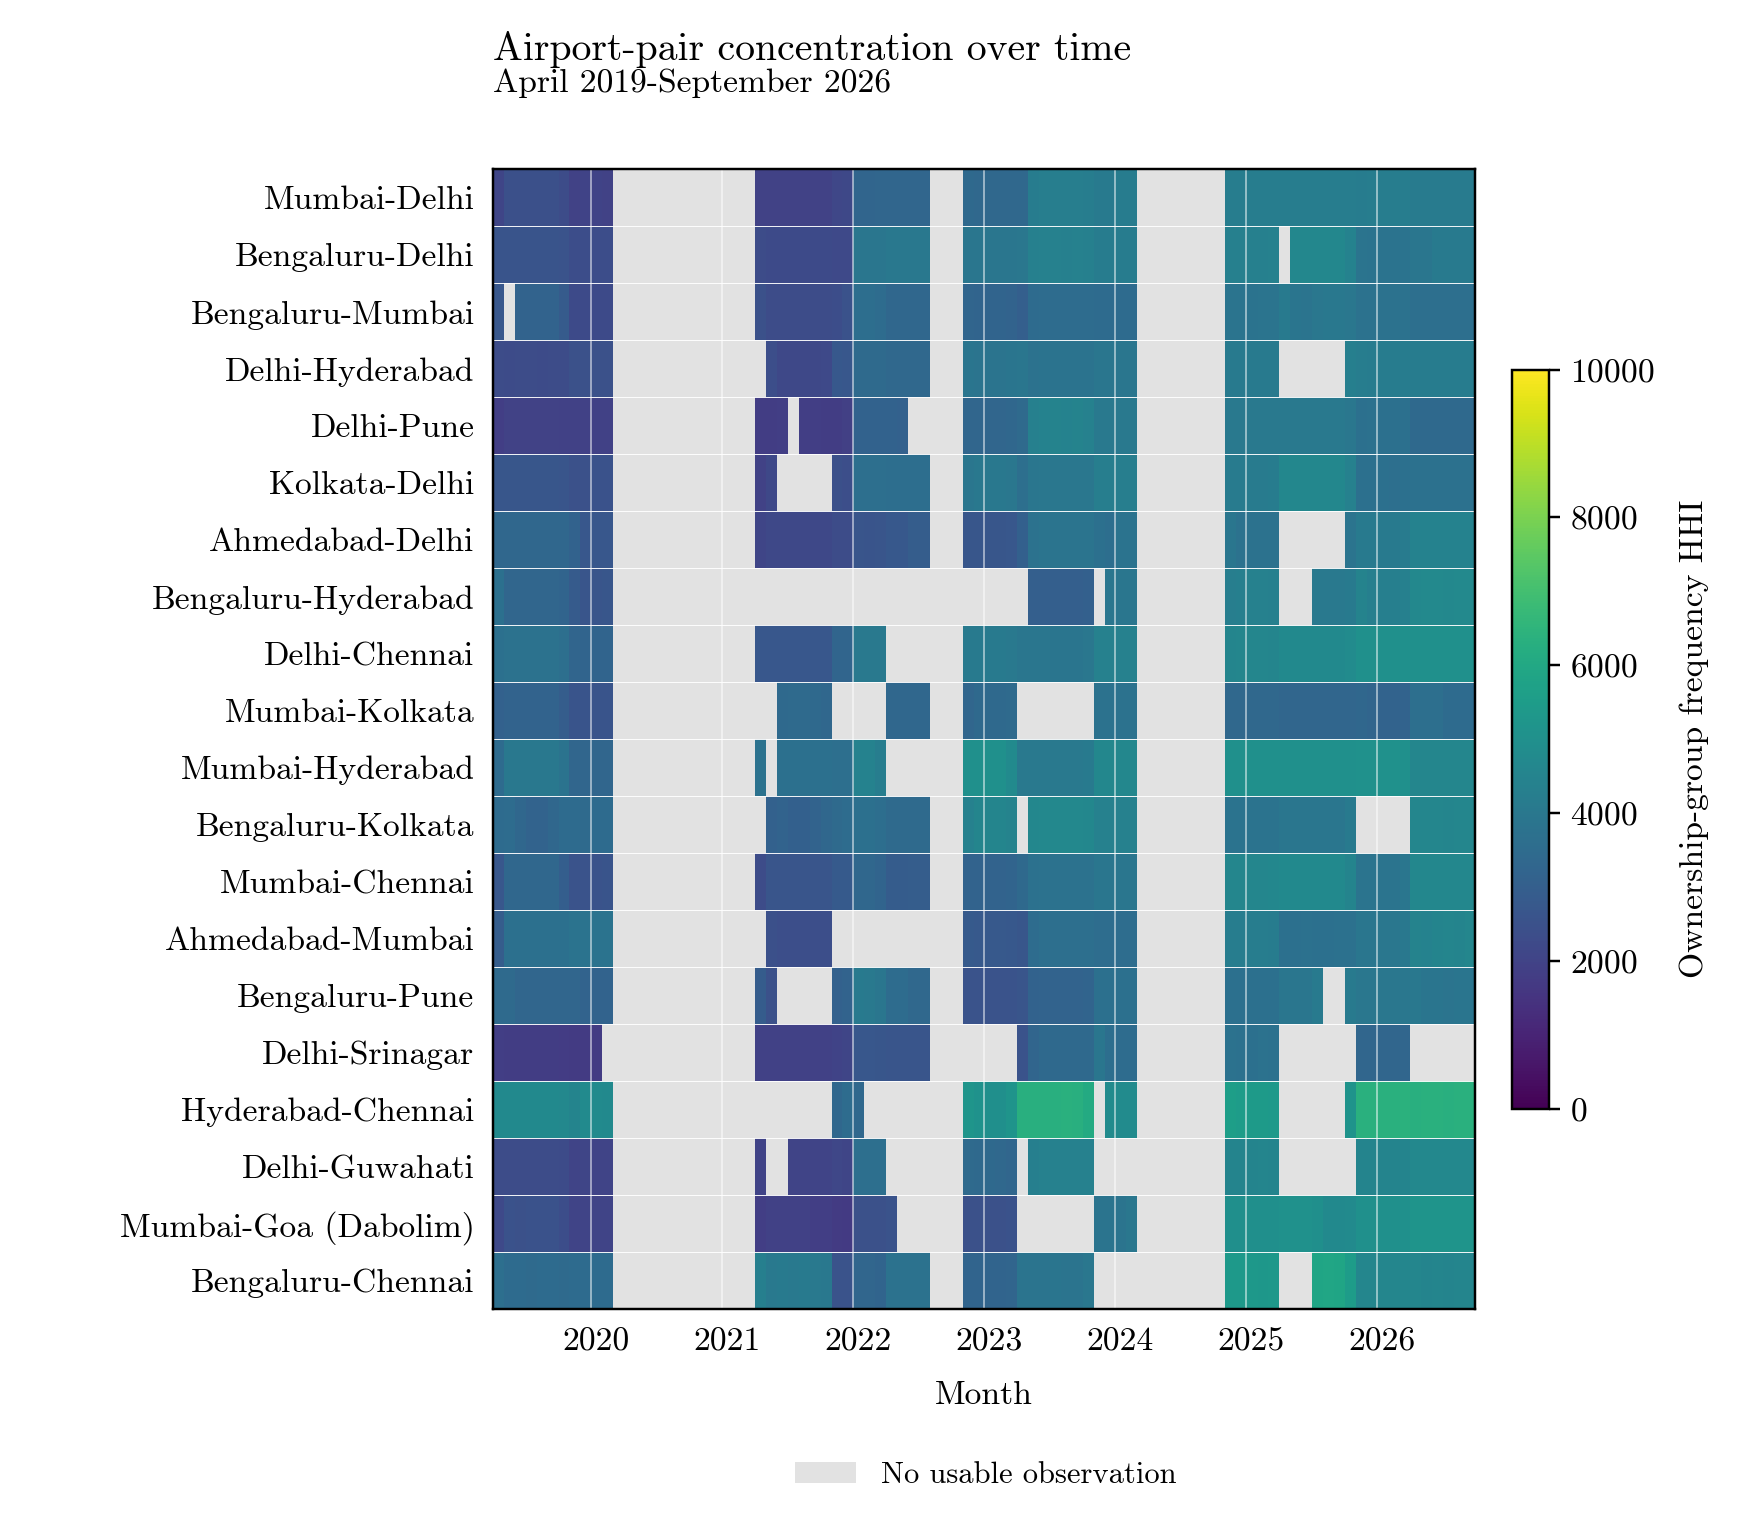 Airport-pair concentration over time
April 2019-September 2026
Mumbai-Delhi
Bengaluru-Delhi
Bengaluru-Mumbai
Delhi-Hyderabad
Delhi-Pune
Kolkata-Delhi
Ahmedabad-Delhi
Bengaluru-Hyderabad
Delhi-Chennai
Mumbai-Kolkata
Mumbai-Hyderabad
Bengaluru-Kolkata
Mumbai-Chennai
Ahmedabad-Mumbai
Bengaluru-Pune
Delhi-Srinagar
Hyderabad-Chennai
Delhi-Guwahati
Mumbai-Goa (Dabolim)
Bengaluru-Chennai
2020 2021 2022 2023 2024 2025 2026
Month
10000
8000
6000
4000
2000
0
Ownership-group frequency HHI
No usable observation